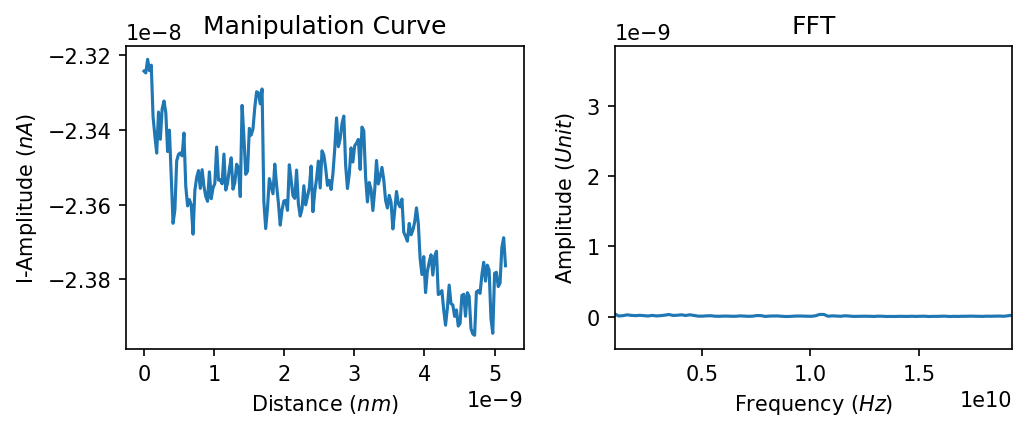 Manipulation Curve
1e−8
−2.32
−2.34
−2.36
−2.38
I-Amplitude (nA)
0 1 2 3 4 5
1e−9
Distance (nm)
FFT
1e−9
3
2
1
0
Amplitude (Unit)
0.5 1.0 1.5
1e10
Frequency (Hz)